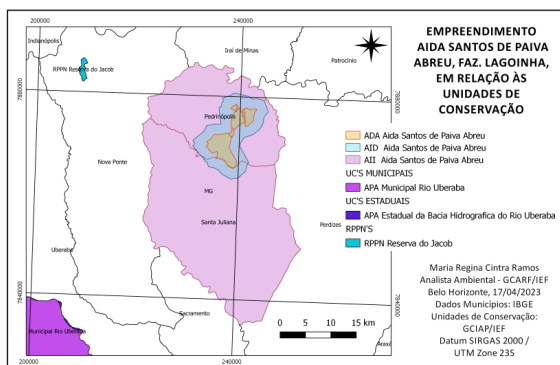 200000
240000
Indianópolis
Iraí de Minas
Patrocínio
RPPN Reserva do Jacob
7880000
7880000
Pedrinópolis
Nova Ponte
MG
Santa Juliana
Perdizes
Uberaba
7840000
7840000
Sacramento
Municipal Rio Uberaba
Araxá
0 5 10 15 km
200000
240000
EMPREENDIMENTO
AIDA SANTOS DE PAIVA
ABREU, FAZ. LAGOINHA,
EM RELAÇÃO ÀS
UNIDADES DE
CONSERVAÇÃO
ADA Aida Santos de Paiva Abreu
AID Aida Santos de Paiva Abreu
AII Aida Santos de Paiva Abreu
UC'S MUNICIPAIS
APA Municipal Rio Uberaba
UC'S ESTADUAIS
APA Estadual da Bacia Hidrografica do Rio Uberaba
RPPN'S
RPPN Reserva do Jacob
Maria Regina Cintra Ramos
Analista Ambiental - GCARF/IEF
Belo Horizonte, 17/04/2023
Dados Municípios: IBGE
Unidades de Conservação:
GCIAP/IEF
Datum SIRGAS 2000 /
UTM Zone 23S